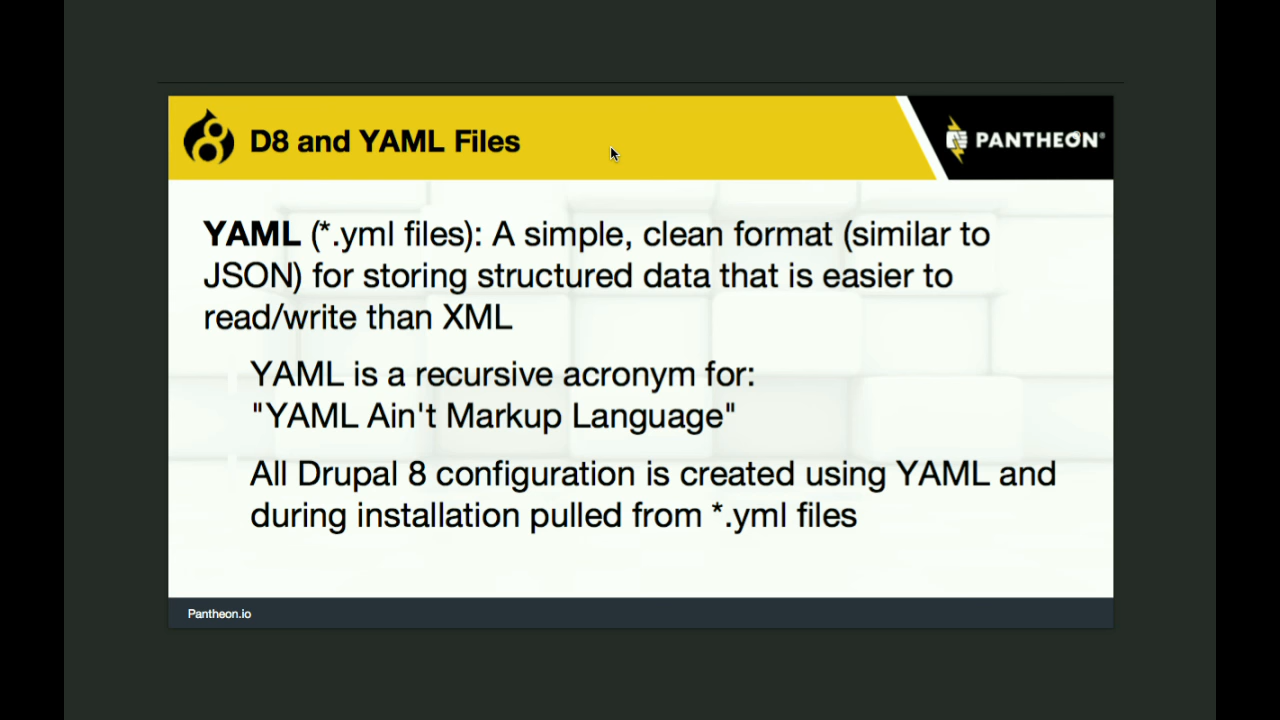 D8 and YAML Files
PANTHEON®
YAML (*.yml files): A simple, clean format (similar to
JSON) for storing structured data that is easier to
read/write than XML
YAML is a recursive acronym for:
"YAML Ain't Markup Language"
All Drupal 8 configuration is created using YAML and
during installation pulled from *.yml files
Pantheon.io